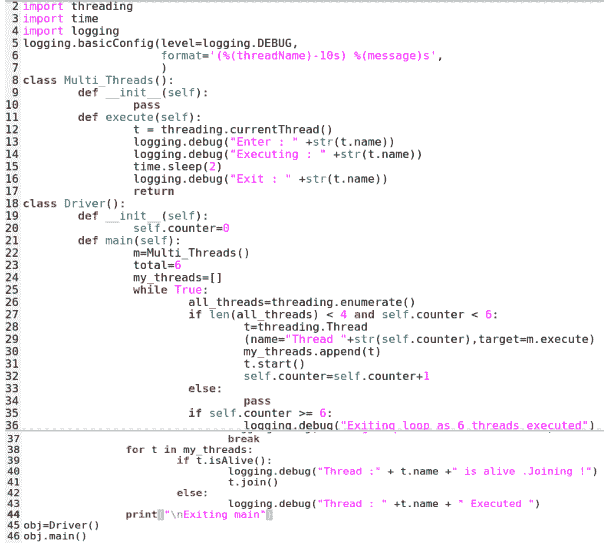 2 import threading
3 import time
4 import logging
5 logging.basicConfig(level=logging.DEBUG,
6                     format='(%(threadName)-10s) %(message)s',
7                     )
8 class Multi_Threads():
9         def __init__(self):
10                 pass
11         def execute(self):
12                 t = threading.currentThread()
13                 logging.debug("Enter : " +str(t.name))
14                 logging.debug("Executing : " +str(t.name))
15                 time.sleep(2)
16                 logging.debug("Exit : " +str(t.name))
17                 return
18 class Driver():
19         def __init__(self):
20                 self.counter=0
21         def main(self):
22                 m=Multi_Threads()
23                 total=6
24                 my_threads=[]
25                 while True:
26                         all_threads=threading.enumerate()
27                         if len(all_threads) < 4 and self.counter < 6:
28                                 t=threading.Thread
29                                 (name="Thread "+str(self.counter),target=m.execute)
30                                 my_threads.append(t)
31                                 t.start()
32                                 self.counter=self.counter+1
33                         else:
34                                 pass
35                         if self.counter >= 6:
36                                 logging.debug("Exiting loop as 6 threads executed")
37                                 break
38                 for t in my_threads:
39                         if t.isAlive():
40                                 logging.debug("Thread :" + t.name +" is alive .Joining !")
41                                 t.join()
42                         else:
43                                 logging.debug("Thread : " +t.name + " Executed ")
44                 print("\nExiting main")
45 obj=Driver()
46 obj.main()